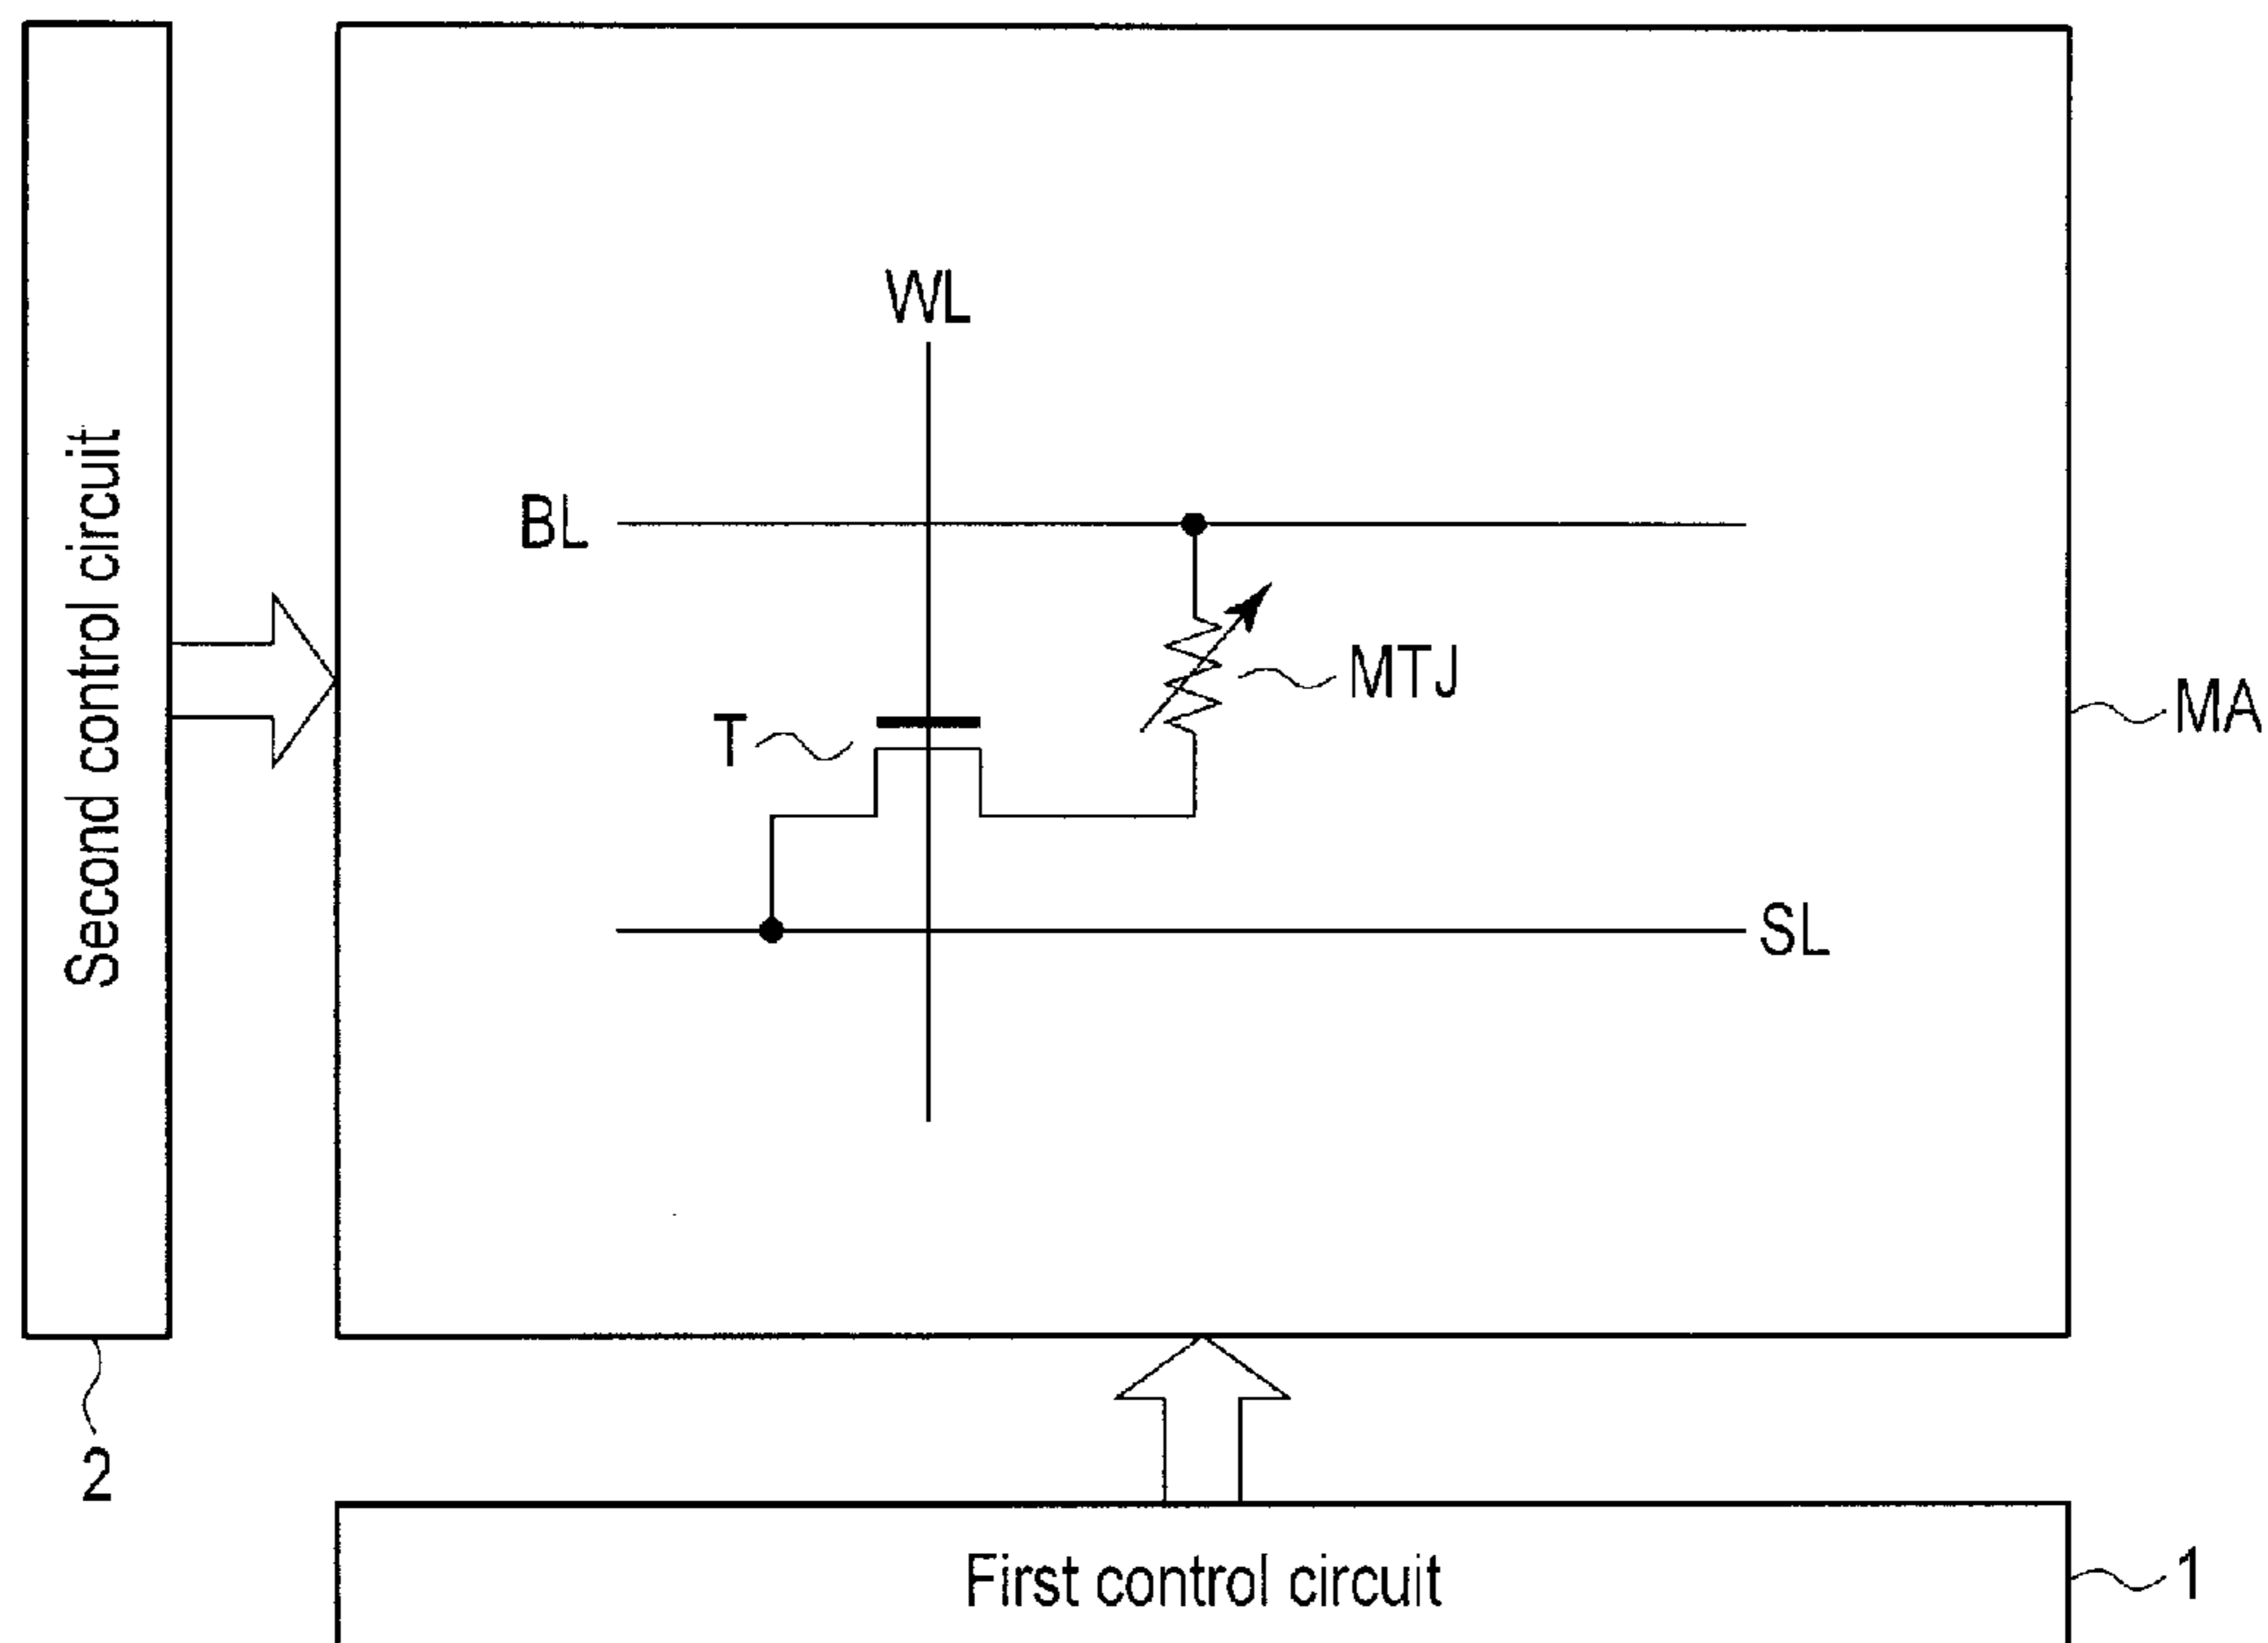 WL
BL
MTJ
T
MA
SL
Second control circuit
2
First control circuit
1